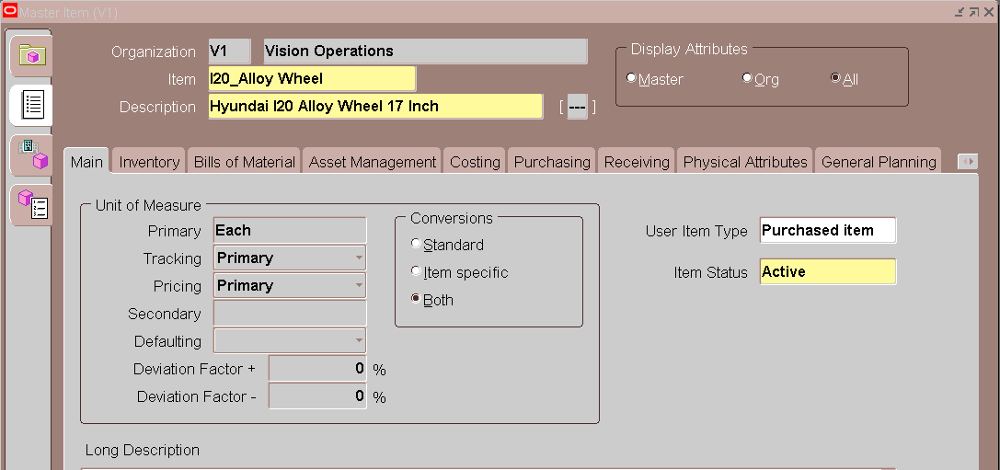 Master Item (V1)
Organization V1 Vision Operations
Item I20_Alloy Wheel
Description Hyundai I20 Alloy Wheel 17 Inch [ --- ]
Display Attributes
Master Org All
Main Inventory Bills of Material Asset Management Costing Purchasing Receiving Physical Attributes General Planning
Unit of Measure
Primary Each
Tracking Primary
Pricing Primary
Secondary
Defaulting
Deviation Factor + 0 %
Deviation Factor - 0 %
Conversions
Standard
Item specific
Both
User Item Type Purchased item
Item Status Active
Long Description